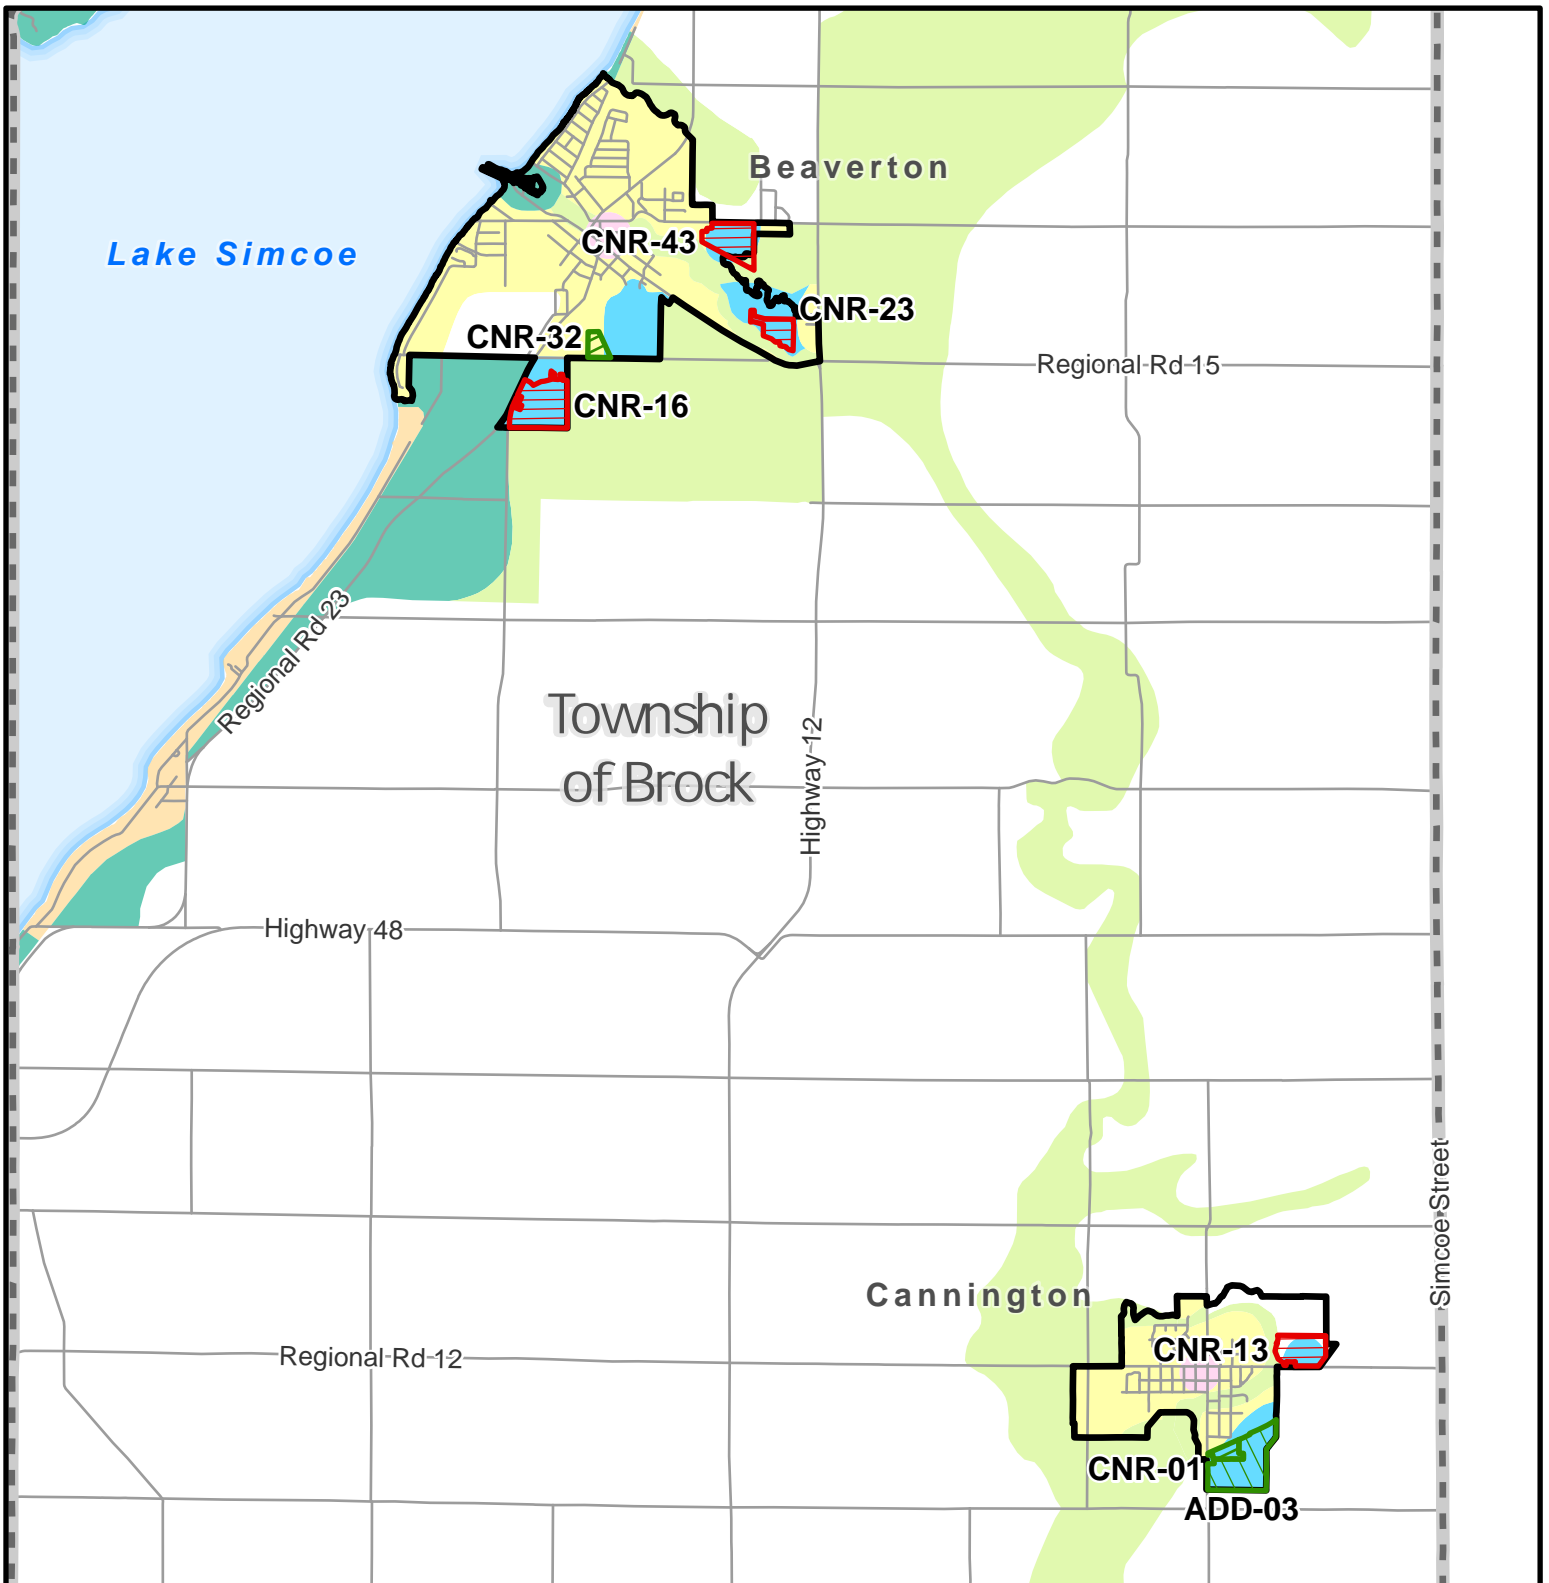 Beaverton
CNR-43
Lake Simcoe
CNR-23
CNR-32
Regional Rd 15
CNR-16
Regional Rd 23
Township
of Brock
Highway 12
Highway 48
Simcoe Street
Cannington
CNR-13
Regional Rd 12
CNR-01
ADD-03